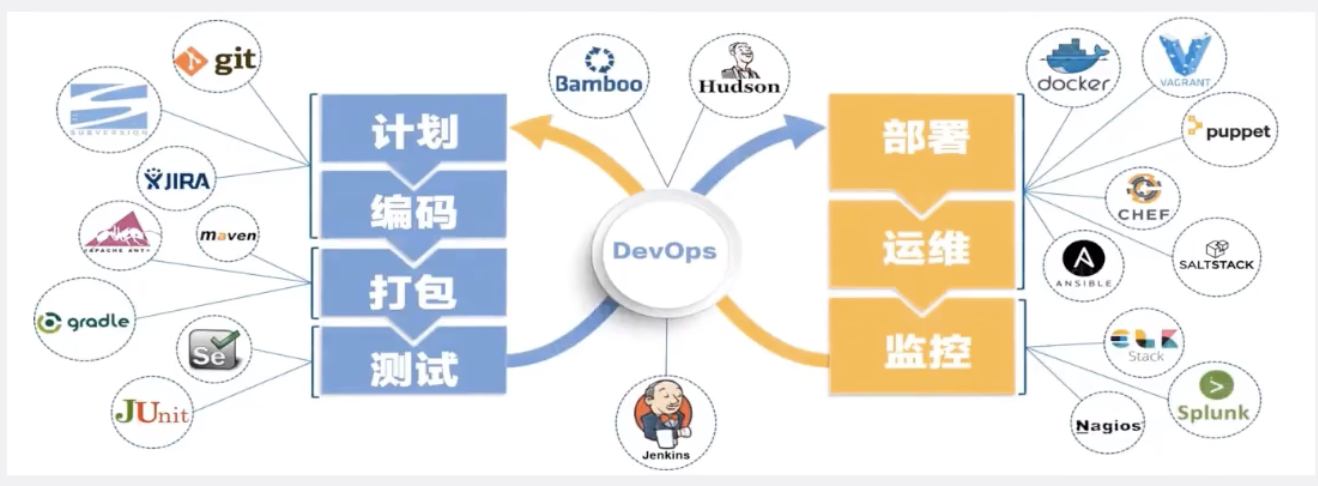 git
SUBVERSION
JIRA
APACHE ANT
maven
gradle
Se
JUnit
计划
编码
打包
测试
Bamboo
Hudson
DevOps
Jenkins
部署
运维
监控
docker
VAGRANT
puppet
CHEF
SALTSTACK
A
ANSIBLE
ELK
Stack
Splunk
Nagios